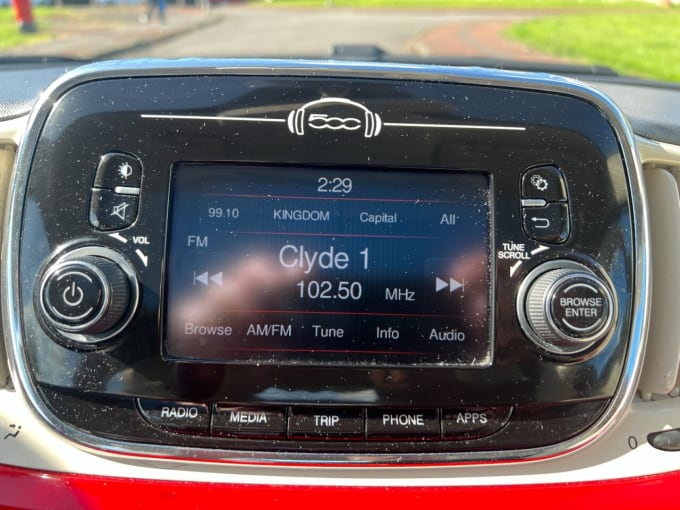 500
2:29
99.10 KINGDOM Capital All
FM
Clyde 1
102.50 MHz
Browse AM/FM Tune Info Audio
VOL
TUNE
SCROLL
BROWSE
ENTER
RADIO MEDIA TRIP PHONE APPS
0